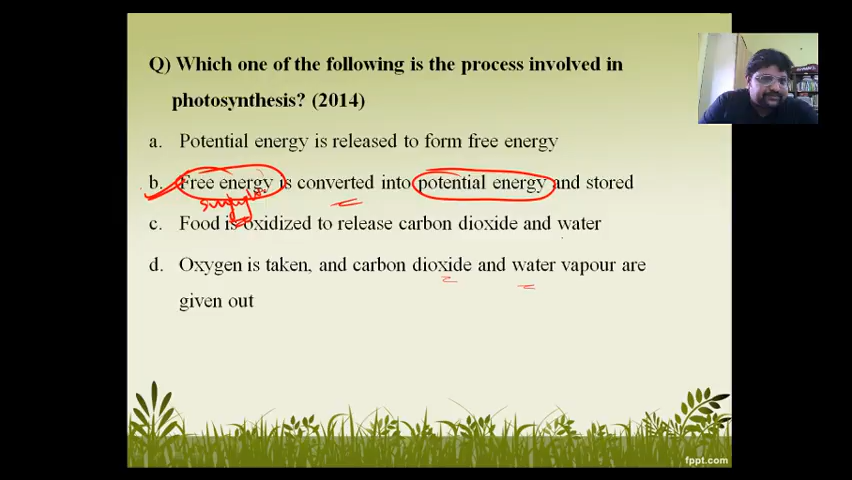 Q) Which one of the following is the process involved in
photosynthesis? (2014)
a. Potential energy is released to form free energy
b. Free energy is converted into potential energy and stored
sunlight
c. Food is oxidized to release carbon dioxide and water
d. Oxygen is taken, and carbon dioxide and water vapour are
given out
fppt.com